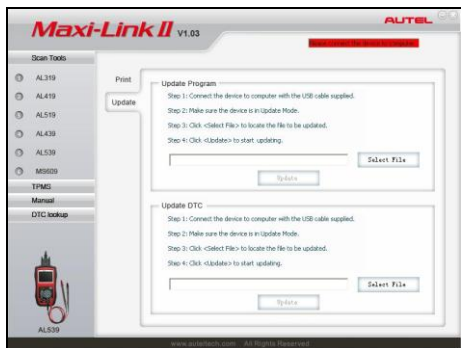 AUTEL
Maxi-Link II V1.03
Please connect the device to computer
Scan Tools
AL319
AL419
AL519
AL439
AL539
MS609
TPMS
Manual
DTC lookup
AL539
Print
Update
Update Program
Step 1: Connect the device to computer with the USB cable supplied.
Step 2: Make sure the device is in Update Mode.
Step 3: Click <Select File> to locate the file to be updated.
Step 4: Click <Update> to start updating.
Select File
Update
Update DTC
Step 1: Connect the device to computer with the USB cable supplied.
Step 2: Make sure the device is in Update Mode.
Step 3: Click <Select File> to locate the file to be updated.
Step 4: Click <Update> to start updating.
Select File
Update
www.auteltech.com All Rights Reserved